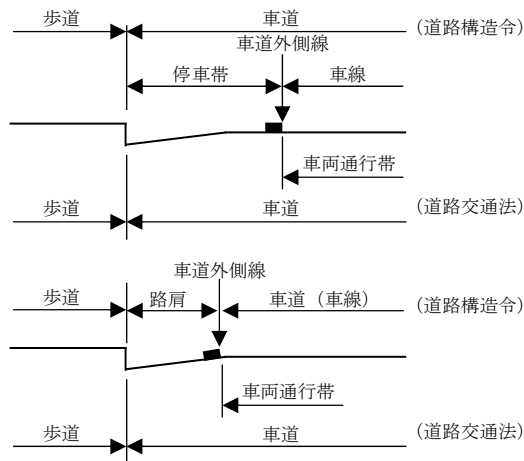 歩道 車道 (道路構造令)
車道外側線
停車帯 車線
車両通行帯
歩道 車道 (道路交通法)
車道外側線
歩道 路肩 車道（車線） (道路構造令)
車両通行帯
歩道 車道 (道路交通法)